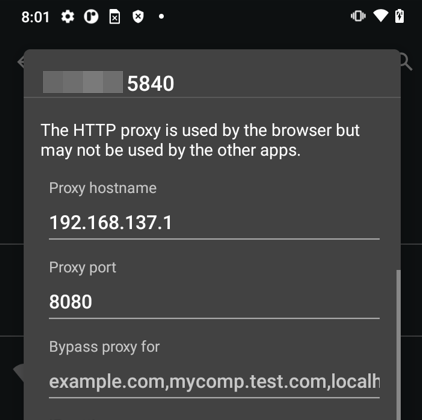 8:01
5840
The HTTP proxy is used by the browser but
may not be used by the other apps.
Proxy hostname
192.168.137.1
Proxy port
8080
Bypass proxy for
example.com,mycomp.test.com,localh